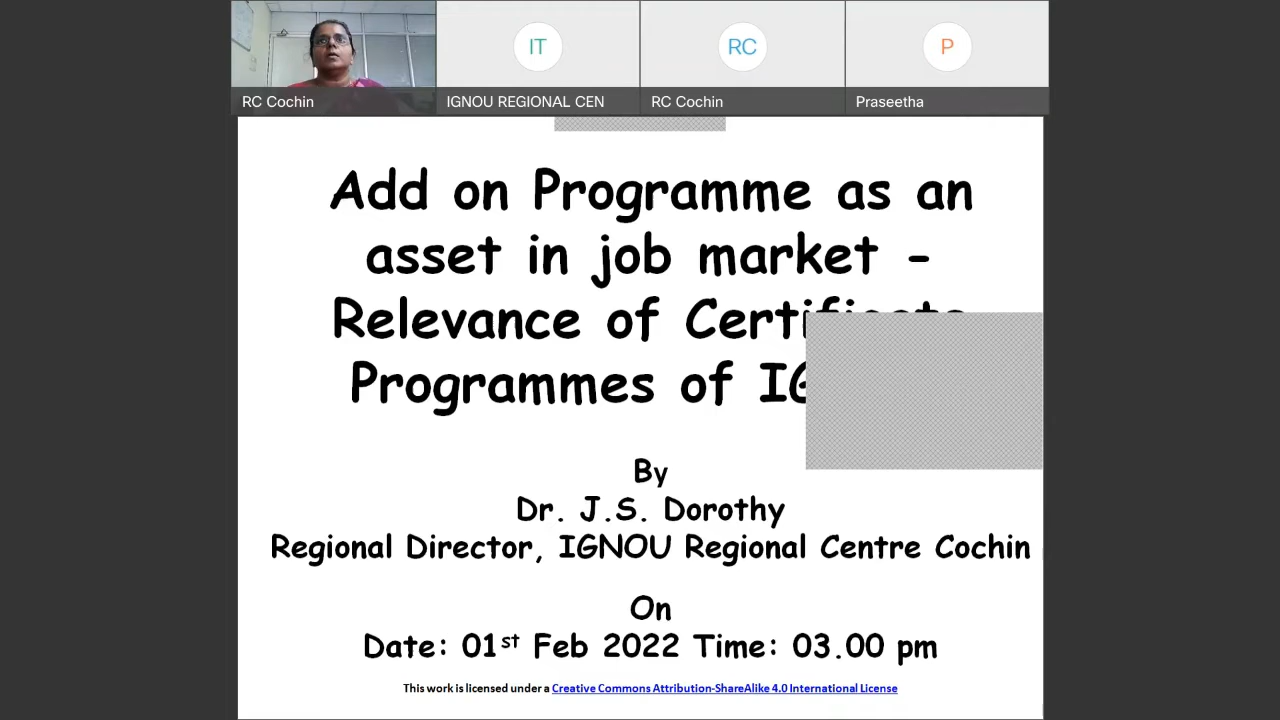 IT
RC
P
RC Cochin
IGNOU REGIONAL CEN
RC Cochin
Praseetha
Add on Programme as an
asset in job market -
Relevance of Certificate
Programmes of
By
Dr. J.S. Dorothy
Regional Director, IGNOU Regional Centre Cochin
On
Date: 01st Feb 2022 Time: 03.00 pm
This work is licensed under a Creative Commons Attribution-ShareAlike 4.0 International License